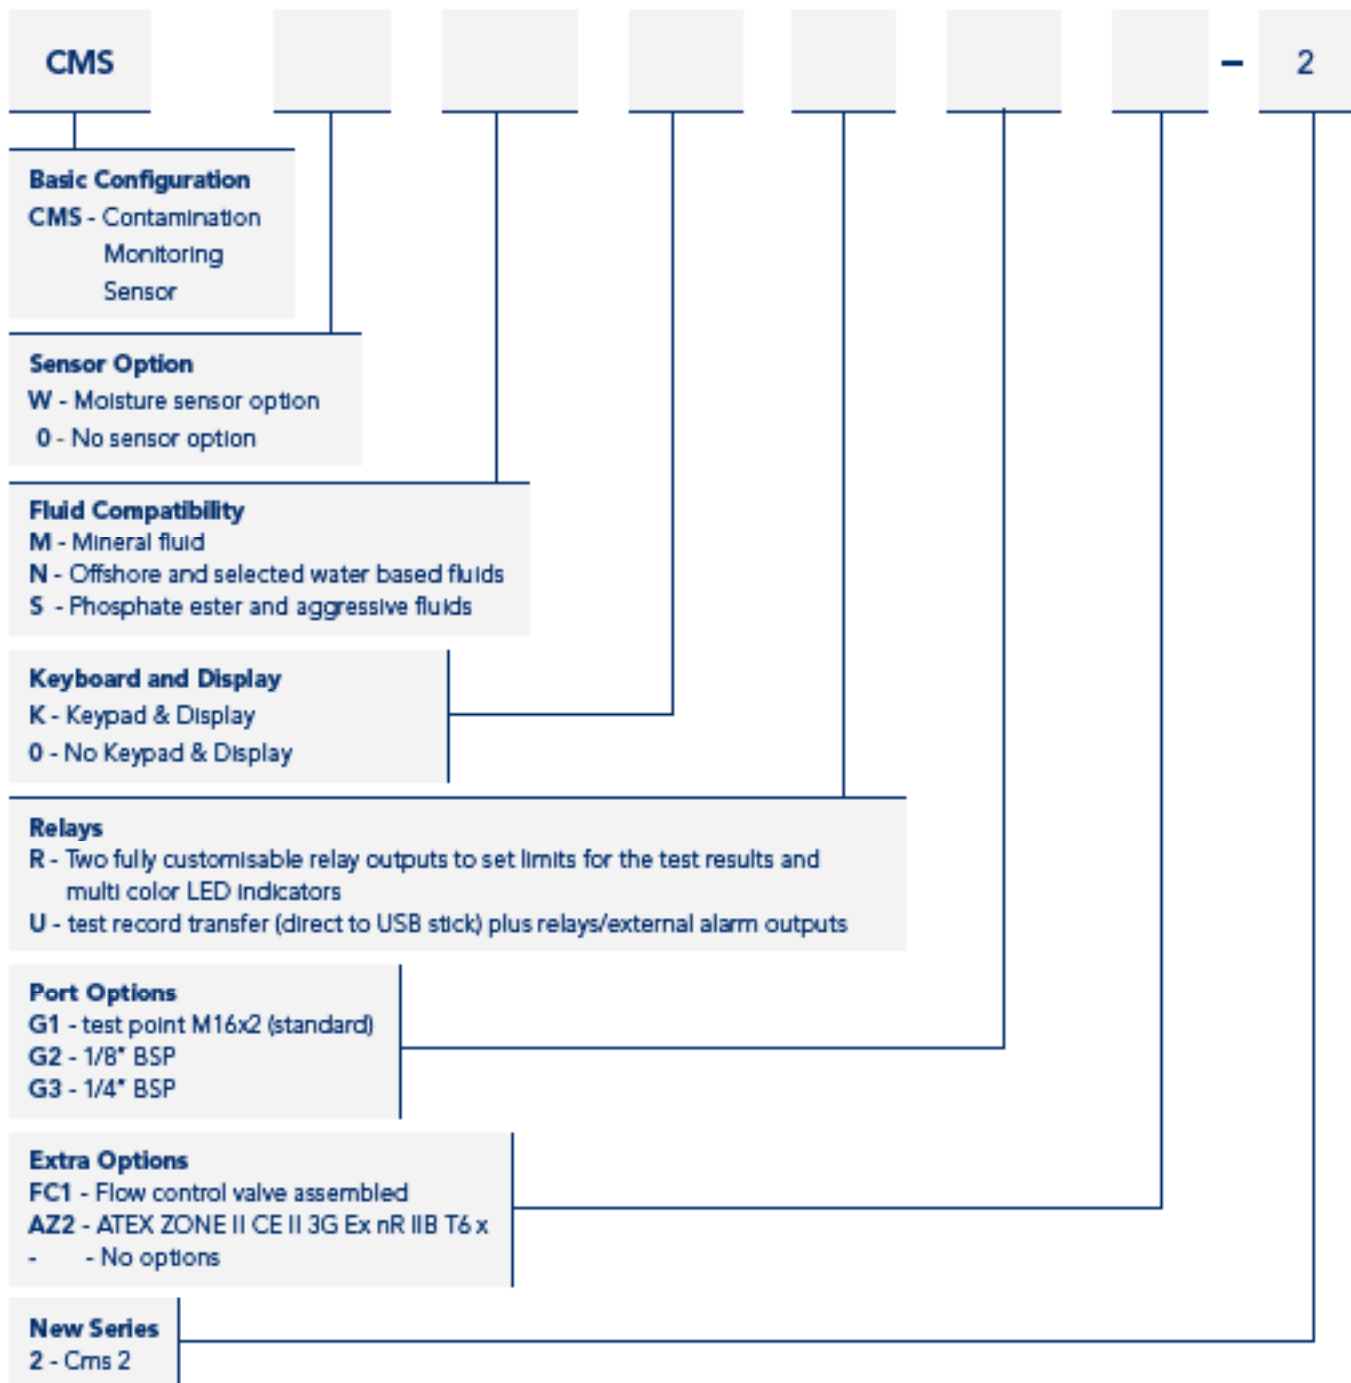 CMS – 2
Basic Configuration
CMS - Contamination
Monitoring
Sensor
Sensor Option
W - Moisture sensor option
0 - No sensor option
Fluid Compatibility
M - Mineral fluid
N - Offshore and selected water based fluids
S - Phosphate ester and aggressive fluids
Keyboard and Display
K - Keypad & Display
0 - No Keypad & Display
Relays
R - Two fully customisable relay outputs to set limits for the test results and
multi color LED indicators
U - test record transfer (direct to USB stick) plus relays/external alarm outputs
Port Options
G1 - test point M16x2 (standard)
G2 - 1/8" BSP
G3 - 1/4" BSP
Extra Options
FC1 - Flow control valve assembled
AZ2 - ATEX ZONE II CE II 3G Ex nR IIB T6 x
- - No options
New Series
2 - Cms 2